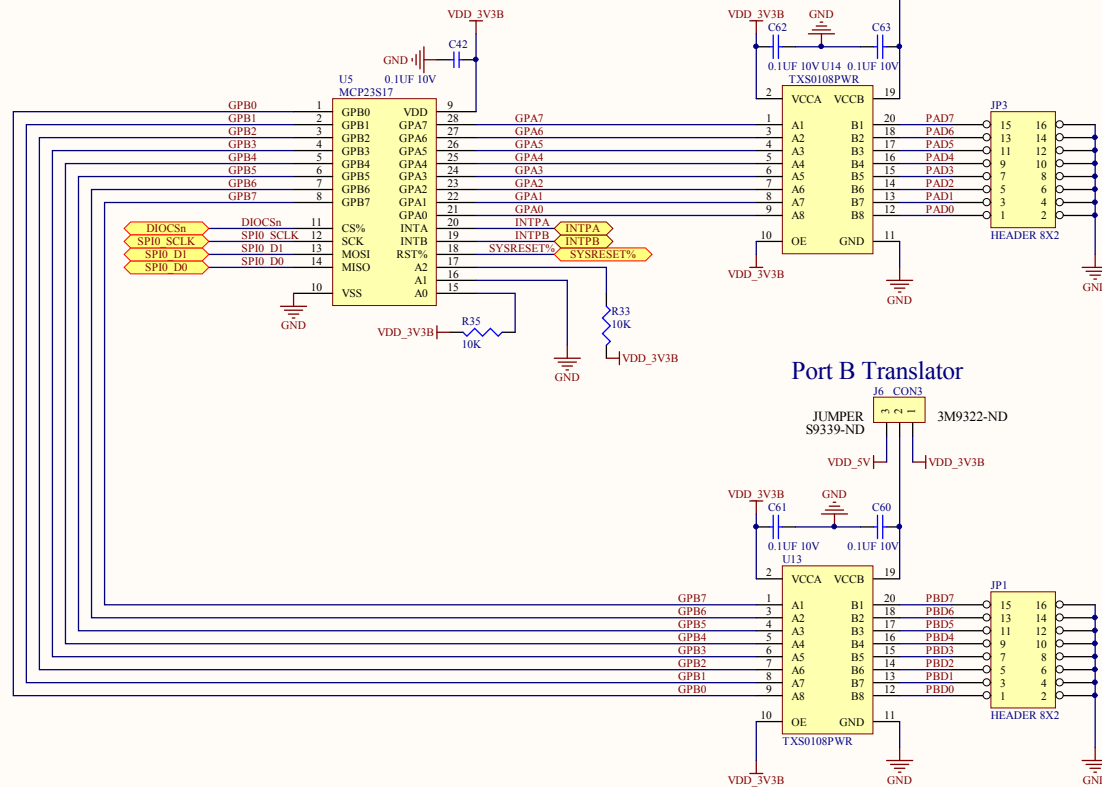 VDD_3V3B
GND
C42
0.1UF 10V
U5
MCP23S17
GPB0 1 GPB0 VDD 9
GPB1 2 GPB1 GPA7 28 GPA7
GPB2 3 GPB2 GPA6 27 GPA6
GPB3 4 GPB3 GPA5 26 GPA5
GPB4 5 GPB4 GPA4 25 GPA4
GPB5 6 GPB5 GPA3 24 GPA3
GPB6 7 GPB6 GPA2 23 GPA2
GPB7 8 GPB7 GPA1 22 GPA1
GPA0 21 GPA0
DIOCSn DIOCSn 11 CS% INTA 20 INTPA INTPA
SPI0_SCLK SPI0_SCLK 12 SCK INTB 19 INTPB INTPB
SPI0_D1 SPI0_D1 13 MOSI RST% 18 SYSRESET% SYSRESET%
SPI0_D0 SPI0_D0 14 MISO A2 17
A1 16
10 VSS A0 15
GND
VDD_3V3B
R35
10K
GND
R33
10K
VDD_3V3B
VDD_3V3B
GND
C62
C63
0.1UF 10V
U14
0.1UF 10V
TXS0108PWR
2 VCCA VCCB 19
1 A1 B1 20 PAD7
3 A2 B2 18 PAD6
4 A3 B3 17 PAD5
5 A4 B4 16 PAD4
6 A5 B5 15 PAD3
7 A6 B6 14 PAD2
8 A7 B7 13 PAD1
9 A8 B8 12 PAD0
10 OE GND 11
VDD_3V3B
GND
JP3
15 16
13 14
11 12
9 10
7 8
5 6
3 4
1 2
HEADER 8X2
GND
Port B Translator
J6 CON3
3 2 1
JUMPER
S9339-ND
3M9322-ND
VDD_5V
VDD_3V3B
VDD_3V3B
GND
C61
C60
0.1UF 10V
0.1UF 10V
U13
2 VCCA VCCB 19
GPB7 1 A1 B1 20 PBD7
GPB6 3 A2 B2 18 PBD6
GPB5 4 A3 B3 17 PBD5
GPB4 5 A4 B4 16 PBD4
GPB3 6 A5 B5 15 PBD3
GPB2 7 A6 B6 14 PBD2
GPB1 8 A7 B7 13 PBD1
GPB0 9 A8 B8 12 PBD0
10 OE GND 11
TXS0108PWR
VDD_3V3B
GND
JP1
15 16
13 14
11 12
9 10
7 8
5 6
3 4
1 2
HEADER 8X2
GND